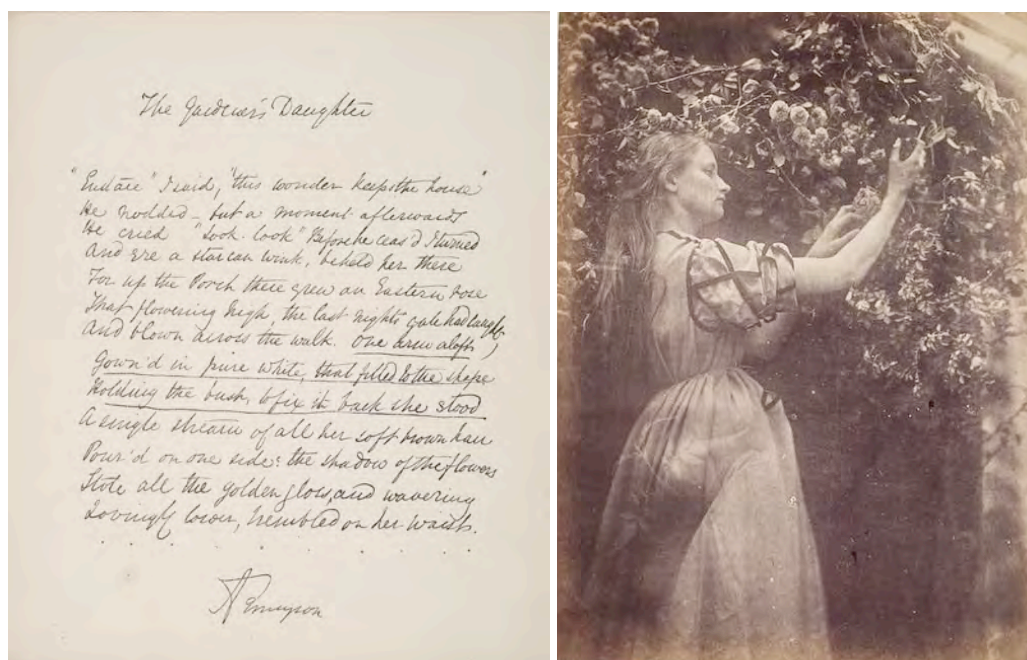 The Gardener's Daughter
"Eustace" I said, "this wonder keeps the house"
He nodded - but a moment afterwards
He cried "Look. look" Before he ceas'd I turned
And ere a star can wink, beheld her there
For up the Porch there grew an Eastern rose
That flowering high the last night's gale had caught,
And blown across the walk. One arm aloft,
Gown'd in pure white, that fitted to the shape
Holding the bush, to fix it back she stood
A single stream of all her soft brown hair
Pour'd on one side: the shadow of the flowers
Stole all the golden gloss, and wavering
Lovingly lower, trembled on her waist.
A Tennyson